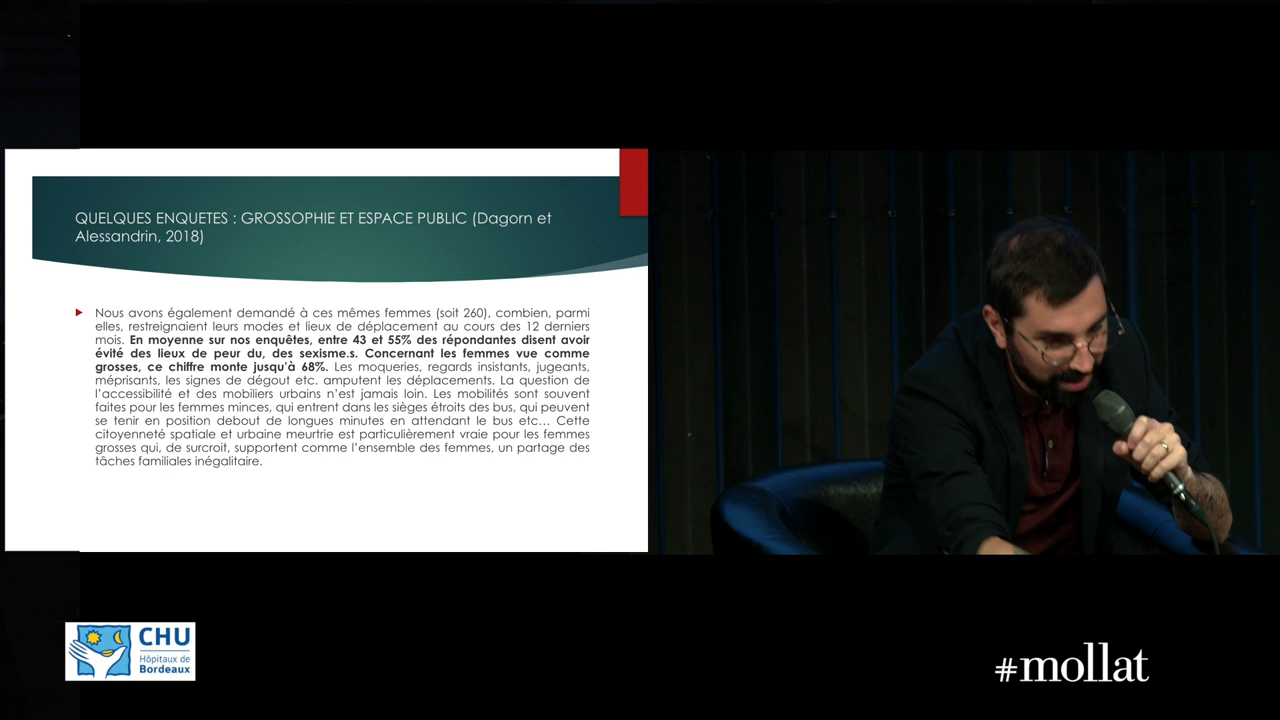 QUELQUES ENQUETES : GROSSOPHIE ET ESPACE PUBLIC (Dagorn et
Alessandrin, 2018)
Nous avons également demandé à ces mêmes femmes (soit 260), combien, parmi
elles, restreignaient leurs modes et lieux de déplacement au cours des 12 derniers
mois. En moyenne sur nos enquêtes, entre 43 et 55% des répondantes disent avoir
évité des lieux de peur du, des sexisme.s. Concernant les femmes vue comme
grosses, ce chiffre monte jusqu'à 68%. Les moqueries, regards insistants, jugeants,
méprisants, les signes de dégout etc. amputent les déplacements. La question de
l'accessibilité et des mobiliers urbains n'est jamais loin. Les mobilités sont souvent
faites pour les femmes minces, qui entrent dans les sièges étroits des bus, qui peuvent
se tenir en position debout de longues minutes en attendant le bus etc... Cette
citoyenneté spatiale et urbaine meurtrie est particulièrement vraie pour les femmes
grosses qui, de surcroit, supportent comme l'ensemble des femmes, un partage des
tâches familiales inégalitaire.
CHU
Hôpitaux de
Bordeaux
#mollat